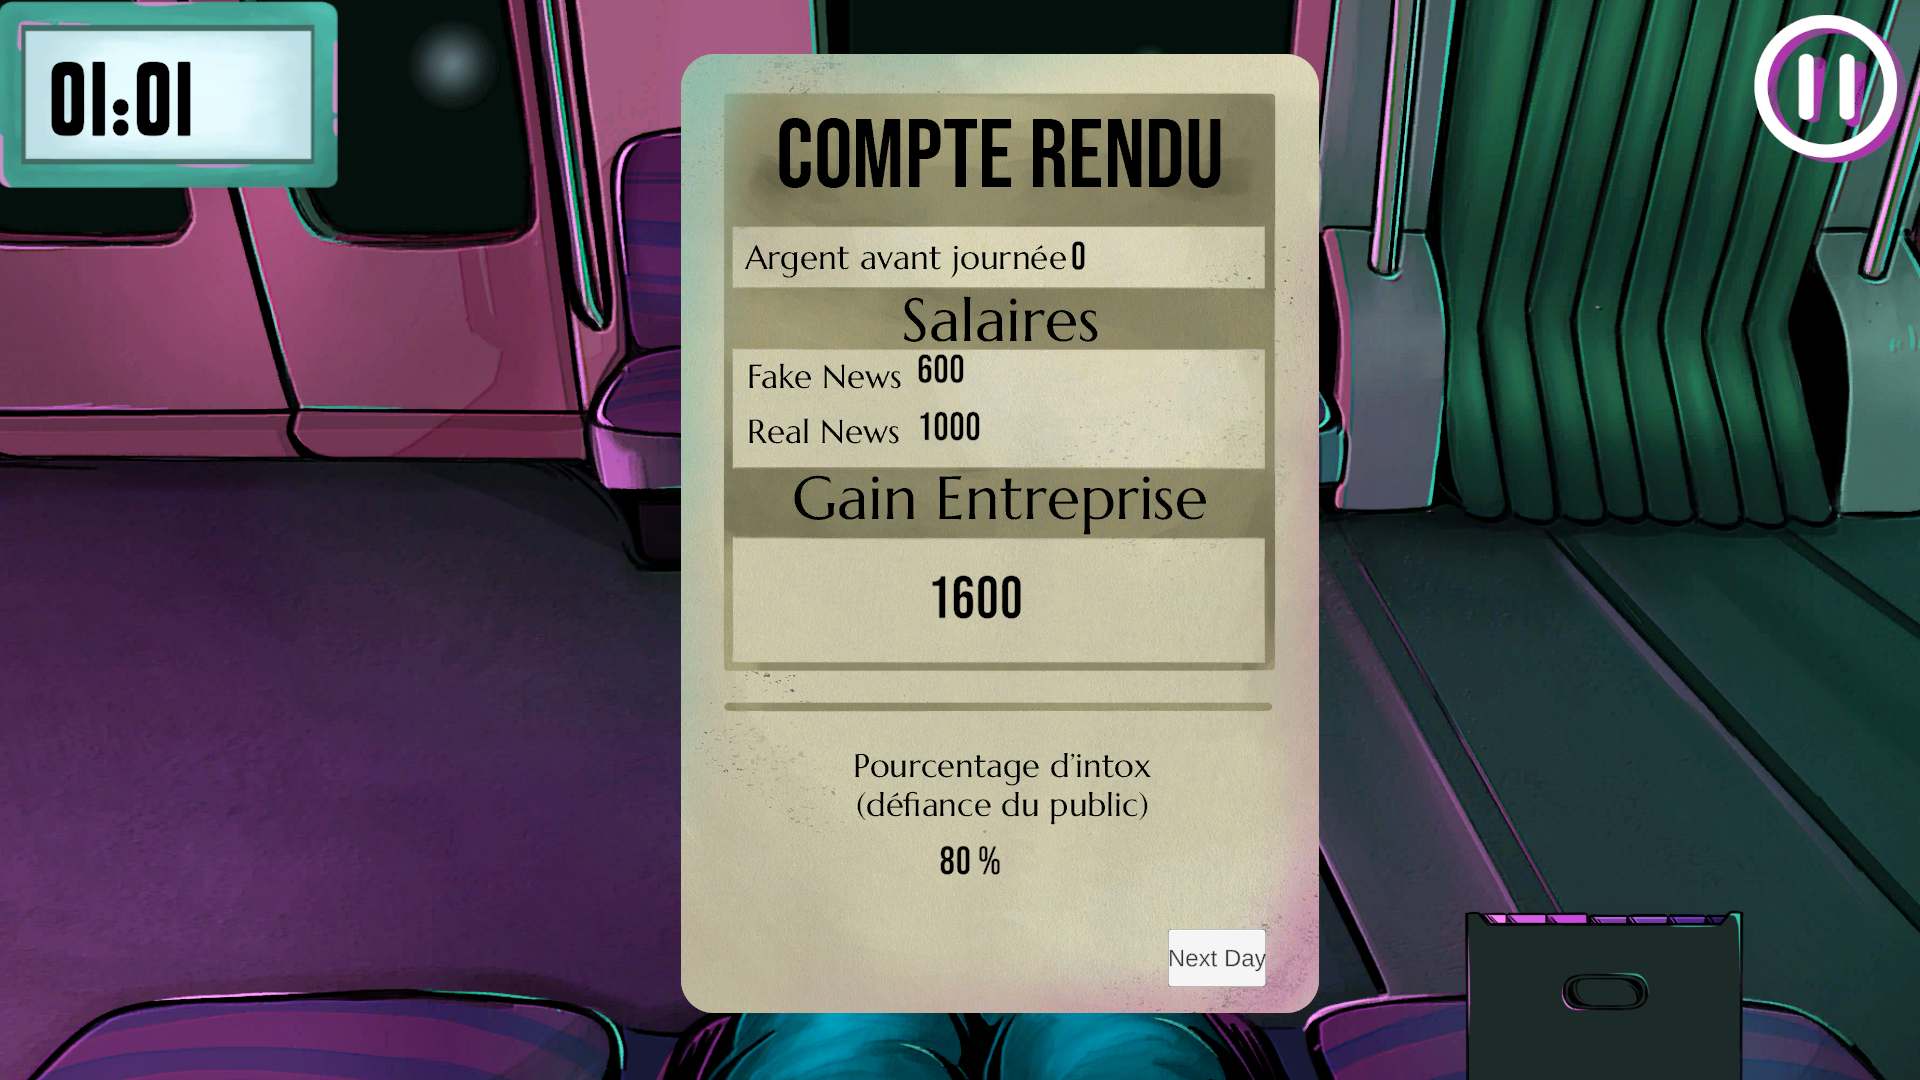 01:01
COMPTE RENDU
Argent avant journée 0
Salaires
Fake News 600
Real News 1000
Gain Entreprise
1600
Pourcentage d'intox
(défiance du public)
80 %
Next Day